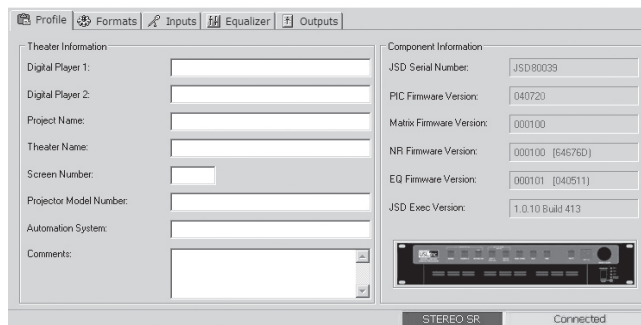 Profile Formats Inputs Equalizer Outputs
Theater Information
Digital Player 1:
Digital Player 2:
Project Name:
Theater Name:
Screen Number:
Projector Model Number:
Automation System:
Comments:
Component Information
JSD Serial Number: JSD80039
PIC Firmware Version: 040720
Matrix Firmware Version: 000100
NR Firmware Version: 000100 (64676D)
EQ Firmware Version: 000101 (040511)
JSD Exec Version: 1.0.10 Build 413
STEREO SR Connected